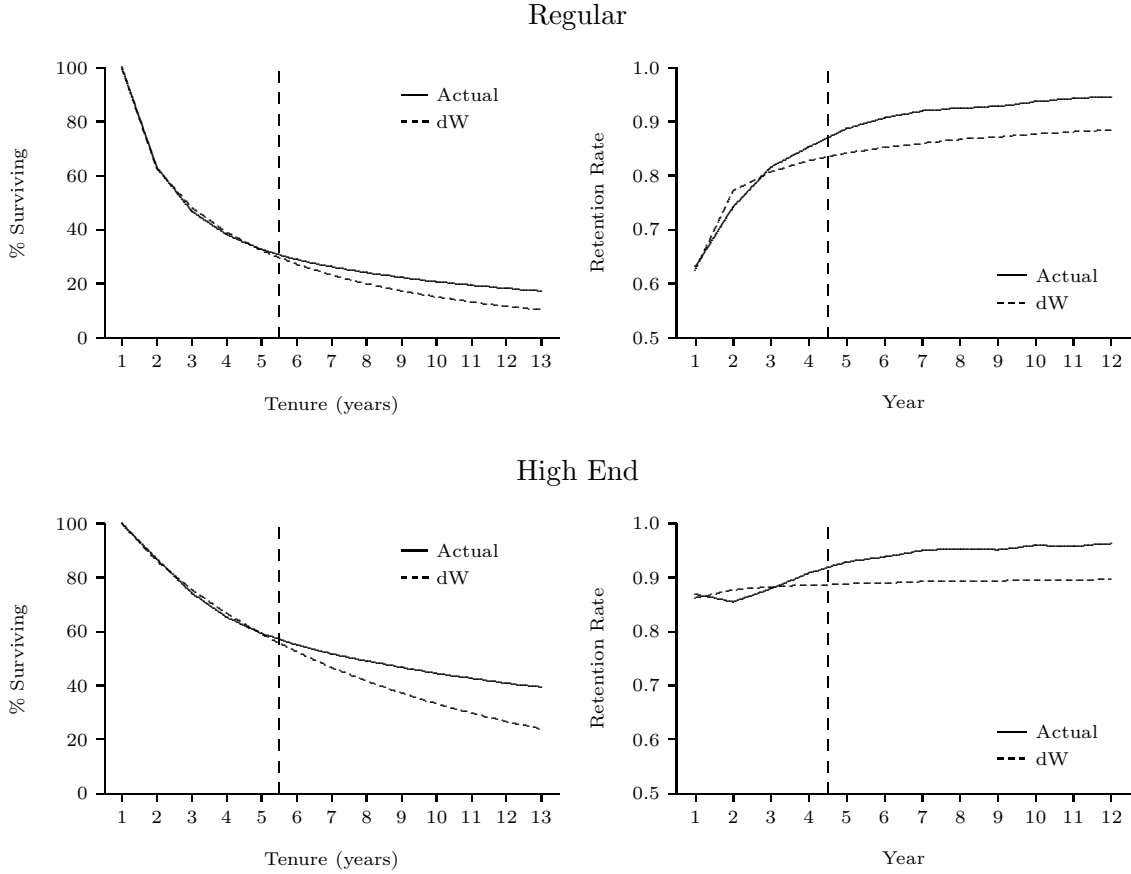 Regular
% Surviving
100
80
60
40
20
0
Actual
dW
1 2 3 4 5 6 7 8 9 10 11 12 13
Tenure (years)
Retention Rate
1.0
0.9
0.8
0.7
0.6
0.5
Actual
dW
1 2 3 4 5 6 7 8 9 10 11 12
Year
High End
% Surviving
100
80
60
40
20
0
Actual
dW
1 2 3 4 5 6 7 8 9 10 11 12 13
Tenure (years)
Retention Rate
1.0
0.9
0.8
0.7
0.6
0.5
Actual
dW
1 2 3 4 5 6 7 8 9 10 11 12
Year